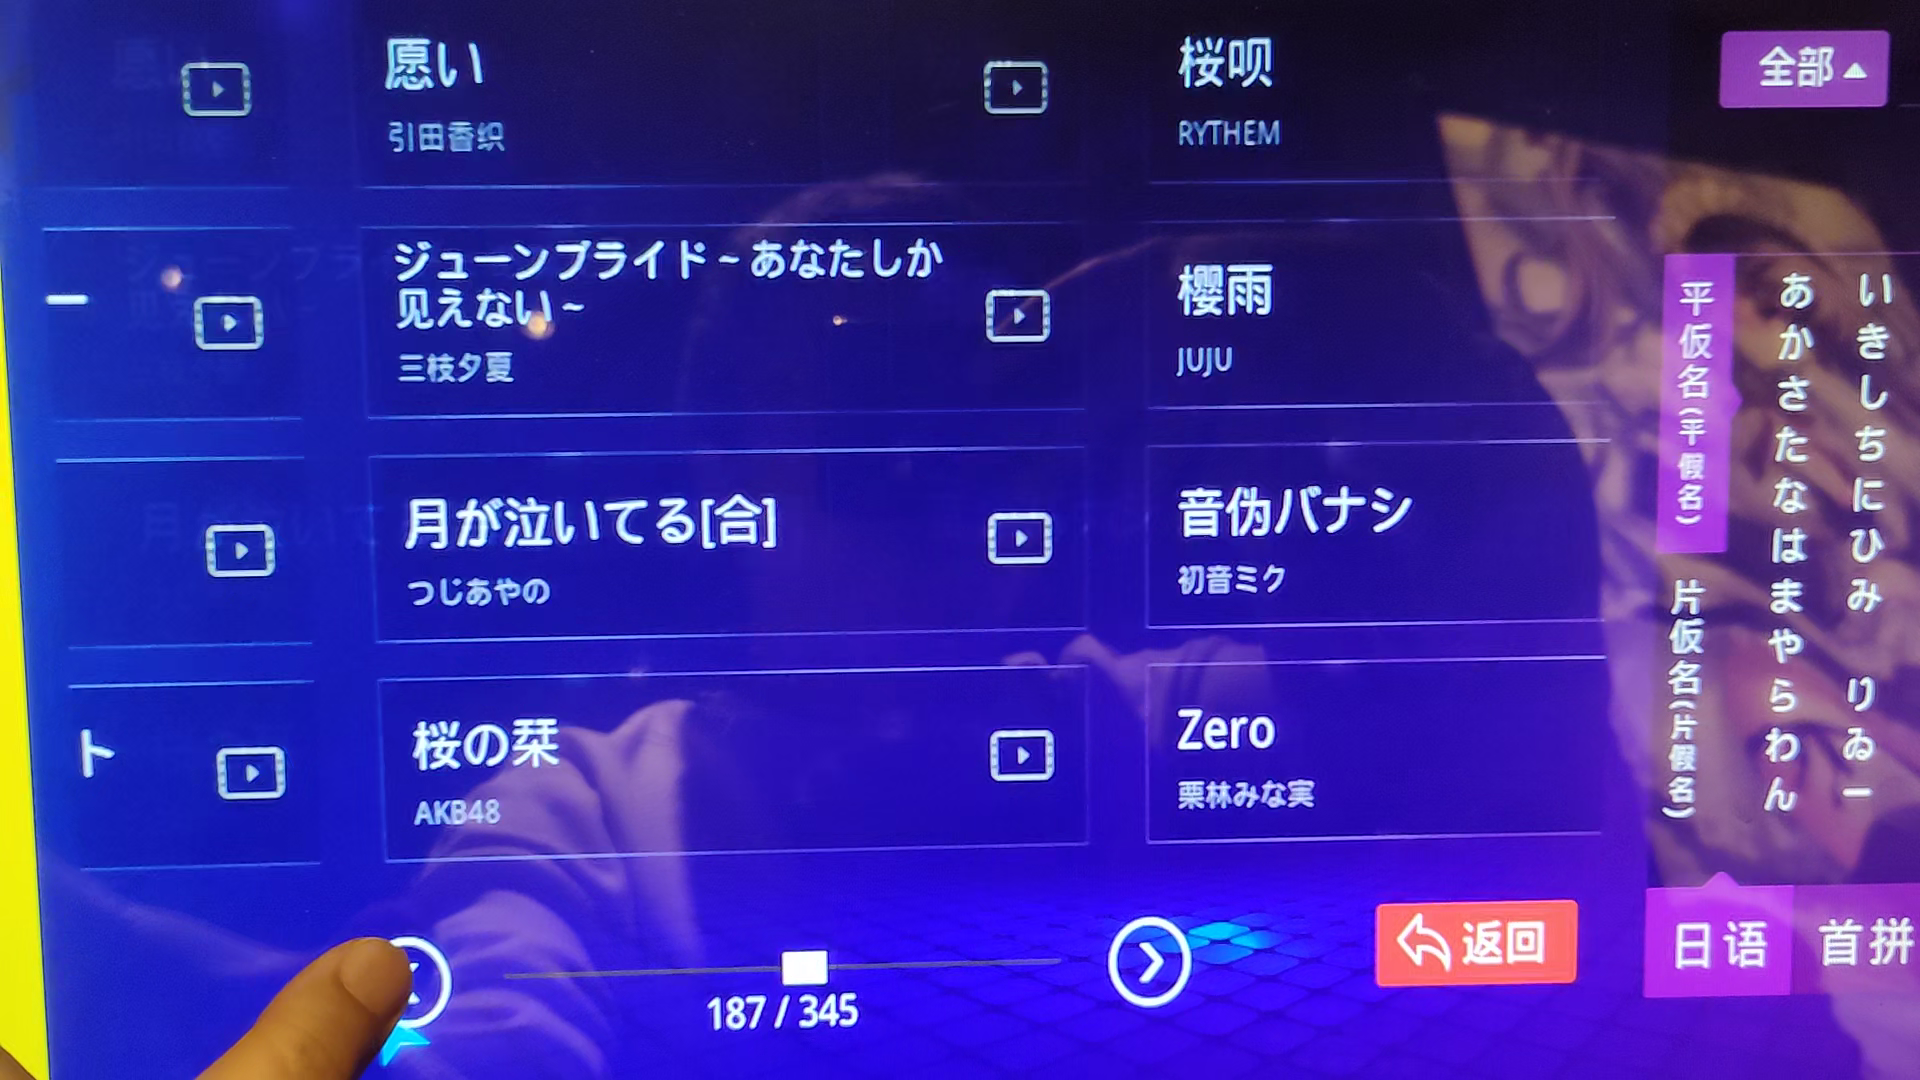 愿い
引田香织
桜呗
RYTHEM
全部
ー
ジューンブライド~あなたしか
见えない~
三枝夕夏
櫻雨
JUJU
月が泣いてる[合]
つじあやの
音伪バナシ
初音ミク
ト
桜の栞
AKB48
Zero
栗林みな実
平仮名(平假名)
片仮名(片假名)
あかさたなはまやらわん
いきしちにひみ りゐー
187 / 345
返回
日语
首拼